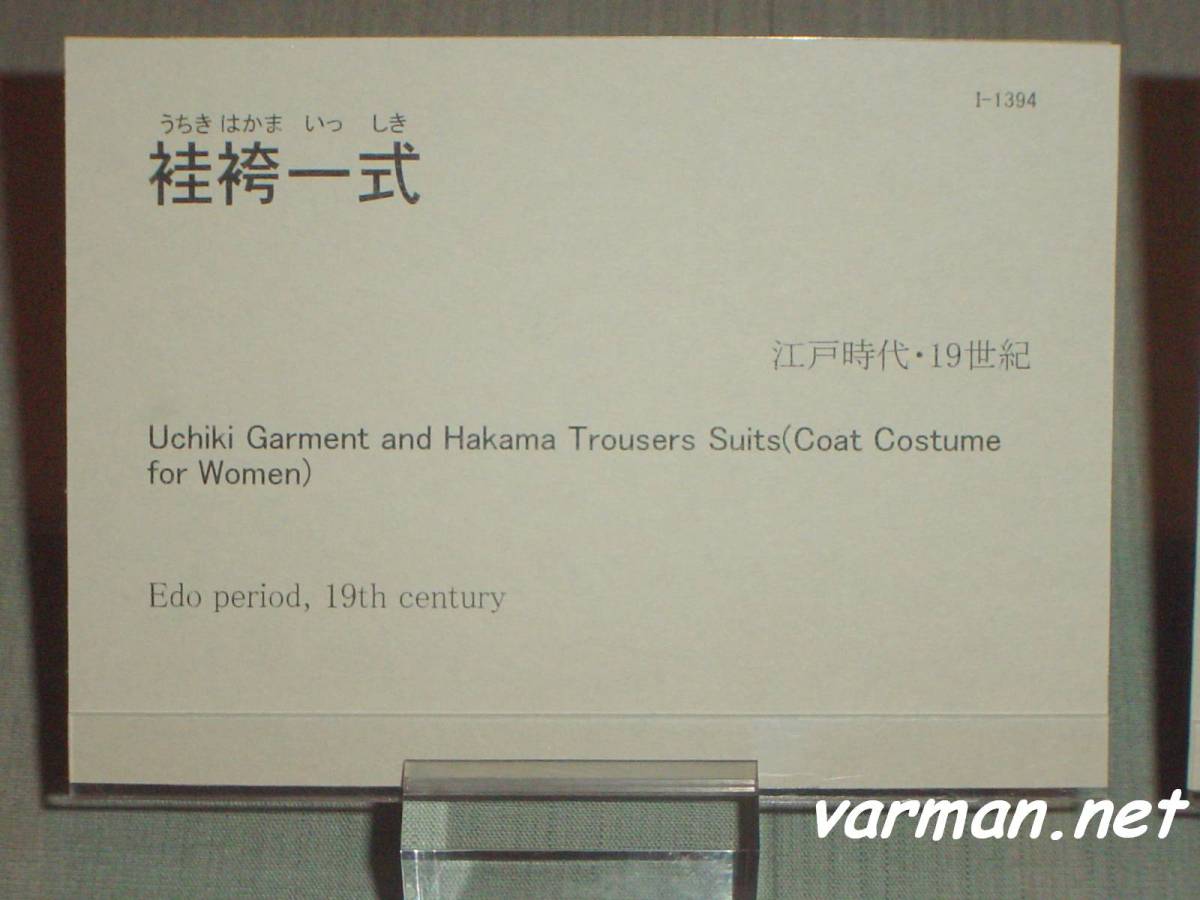 I-1394
うちき はかま いっ しき
袿袴一式
江戸時代・19世紀
Uchiki Garment and Hakama Trousers Suits(Coat Costume
for Women)
Edo period, 19th century
varman.net